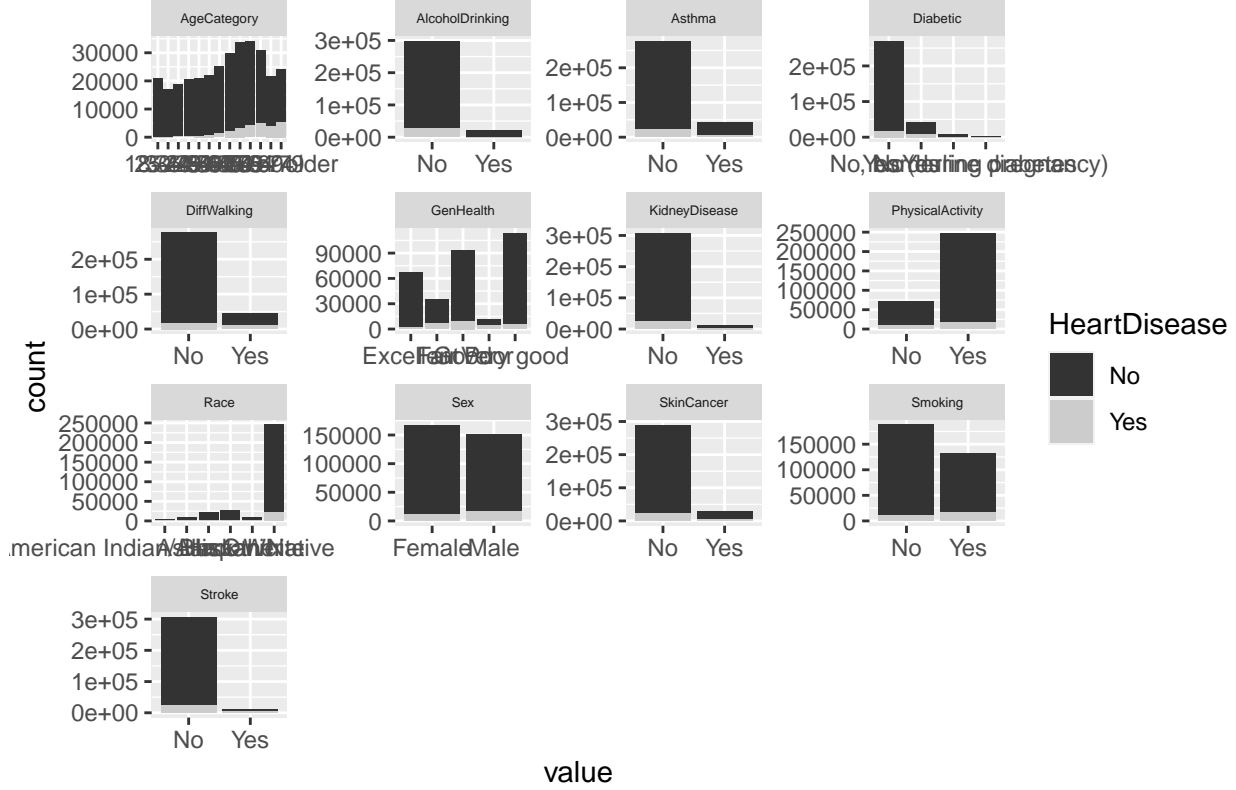 AgeCategory
AlcoholDrinking
Asthma
Diabetic
30000
20000
10000
0
3e+05
2e+05
1e+05
0e+00
No Yes
2e+05
1e+05
0e+00
No Yes
2e+05
1e+05
0e+00
DiffWalking
GenHealth
KidneyDisease
PhysicalActivity
2e+05
1e+05
0e+00
No Yes
90000
60000
30000
0
3e+05
2e+05
1e+05
0e+00
No Yes
250000
200000
150000
100000
50000
0
No Yes
count
Race
Sex
SkinCancer
Smoking
250000
200000
150000
100000
50000
0
150000
100000
50000
0
Female Male
3e+05
2e+05
1e+05
0e+00
No Yes
150000
100000
50000
0
No Yes
Stroke
3e+05
2e+05
1e+05
0e+00
No Yes
value
HeartDisease
No
Yes